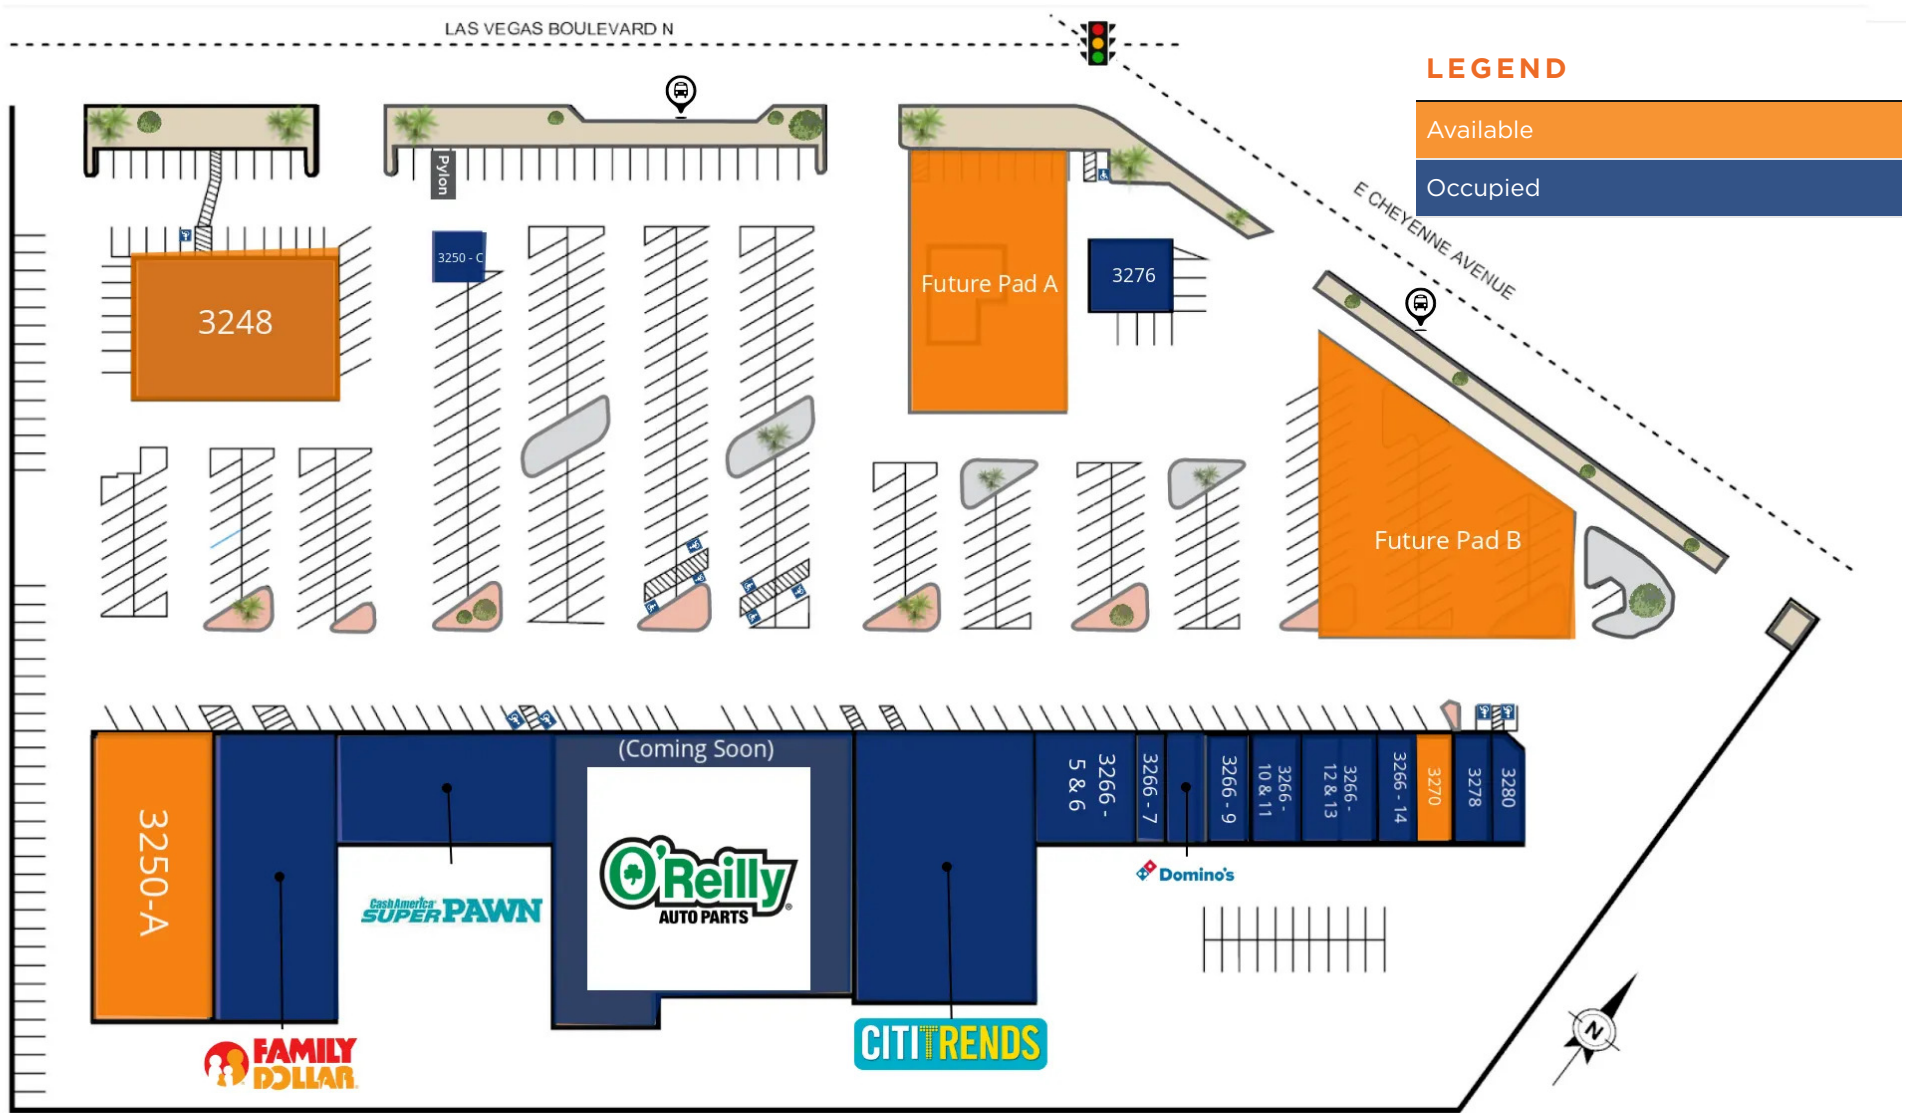 LAS VEGAS BOULEVARD N
LEGEND
Available
Occupied
E CHEYENNE AVENUE
Pylon
3250 - C
3248
Future Pad A
3276
Future Pad B
(Coming Soon)
3250-A
O'Reilly
AUTO PARTS
3266 -
5 & 6
3266 - 7
3266 - 9
3266 -
10 & 11
3266 -
12 & 13
3266 - 14
3270
3278
3280
Domino's
Cash America
SUPER PAWN
FAMILY
DOLLAR
CITITRENDS
N